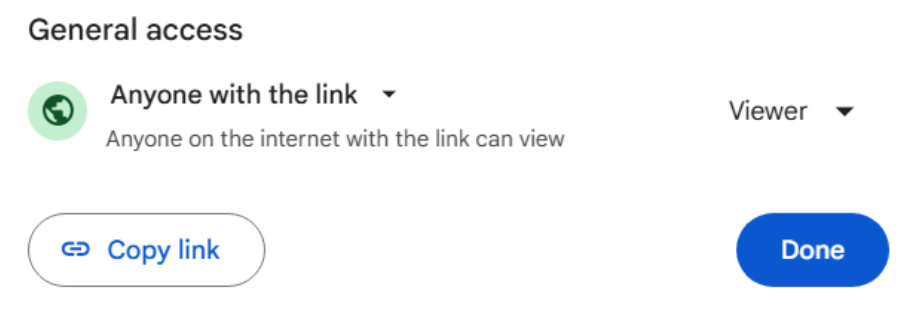 General access
Anyone with the link
Viewer
Anyone on the internet with the link can view
Copy link
Done